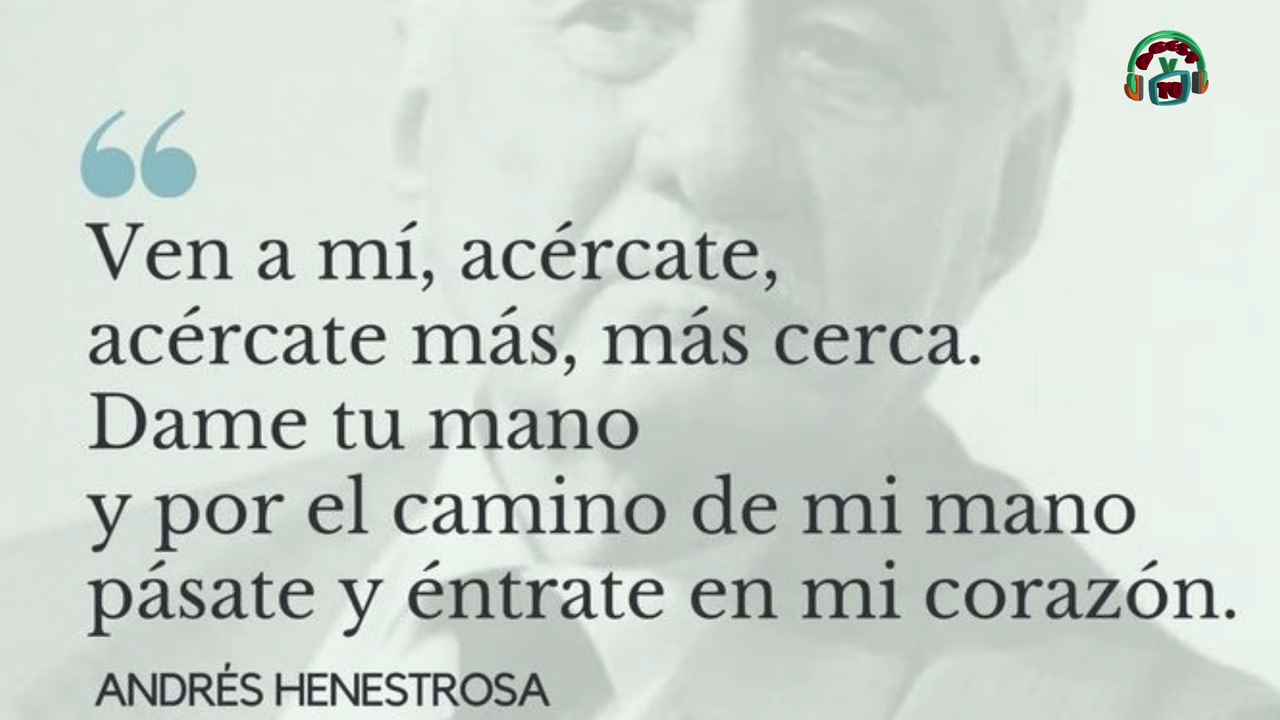 “
Ven a mí, acércate,
acércate más, más cerca.
Dame tu mano
y por el camino de mi mano
pásate y éntrate en mi corazón.
ANDRÉS HENESTROSA